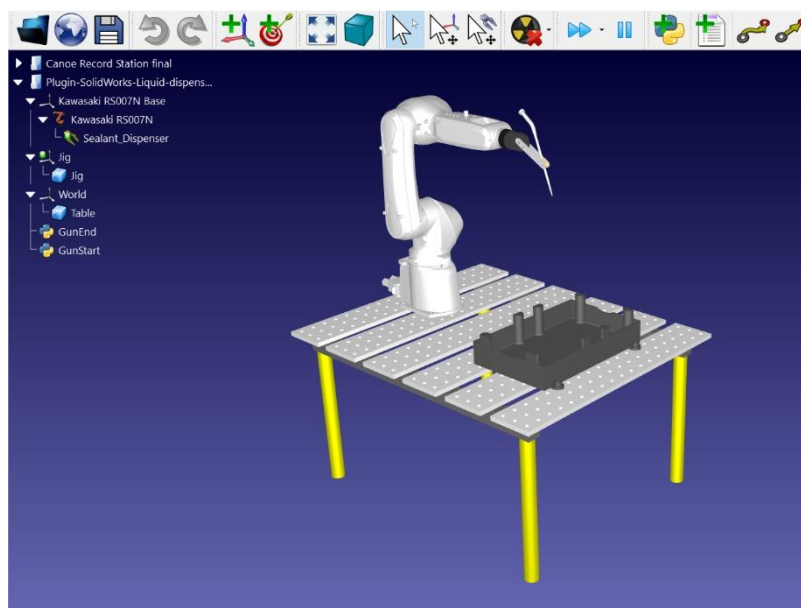 Canoe Record Station final
Plugin-SolidWorks-Liquid-dispens...
Kawasaki RS007N Base
Kawasaki RS007N
Sealant_Dispenser
Jig
Jig
World
Table
GunEnd
GunStart